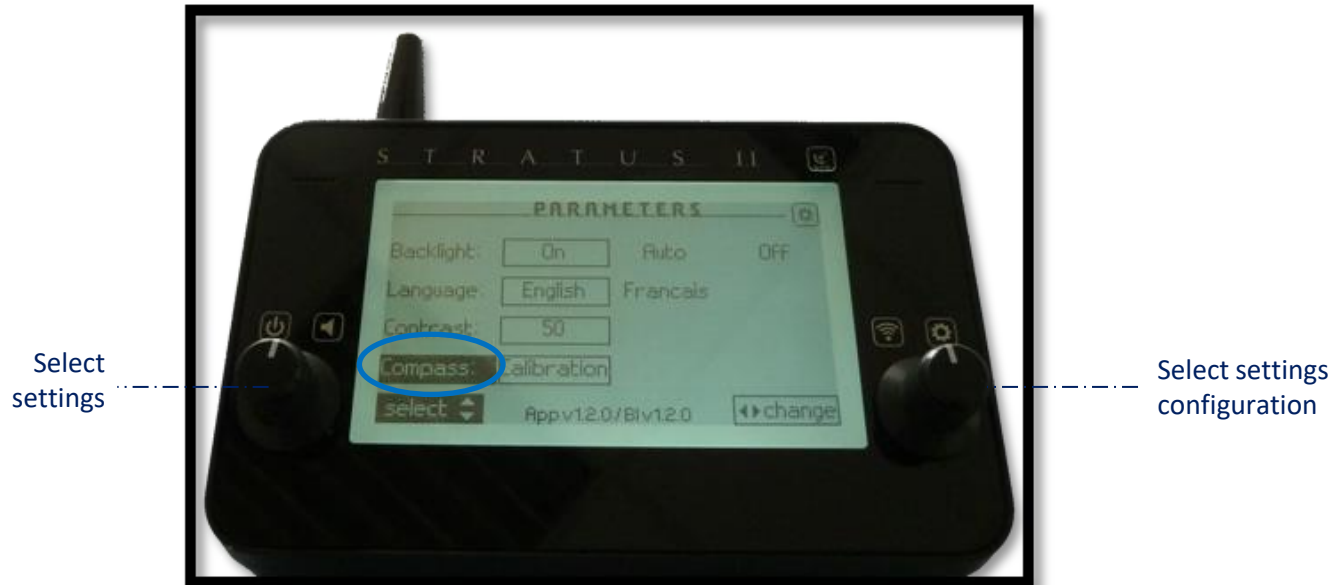 STRATUS II
PARAMETERS
Backlight: On Auto Off
Language: English Francais
Contrast: 50
Compass: Calibration
select App.v1.2.0/Bl v1.2.0 change
Select
settings
Select settings
configuration